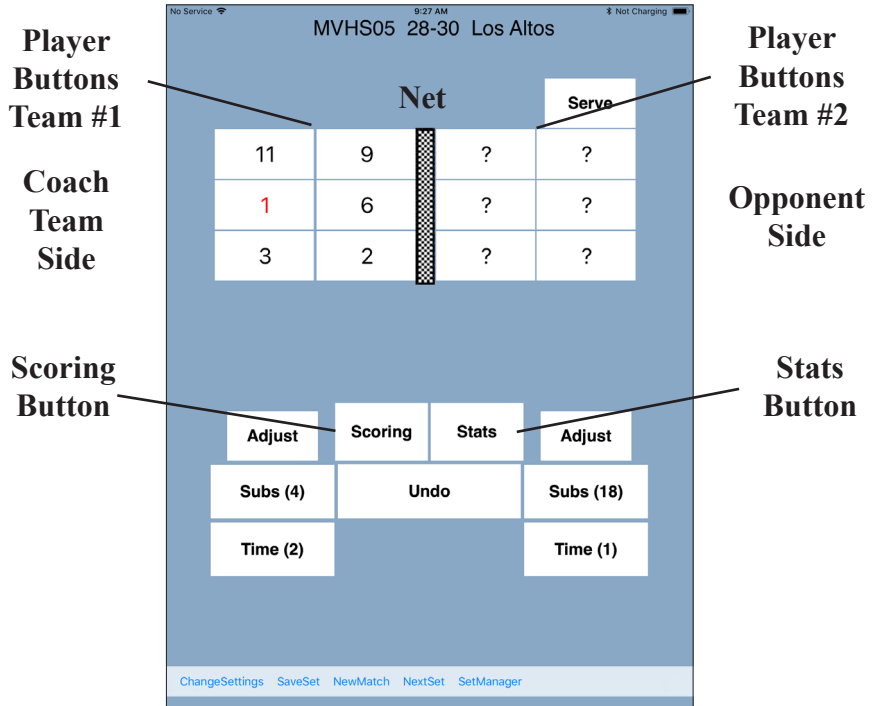 No Service 9:27 AM Not Charging
MVHS05 28-30 Los Altos
Player
Buttons
Team #1
Player
Buttons
Team #2
Net
Serve
11 9 ? ?
1 6 ? ?
3 2 ? ?
Coach
Team
Side
Opponent
Side
Scoring
Button
Stats
Button
Adjust Scoring Stats Adjust
Subs (4) Undo Subs (18)
Time (2) Time (1)
ChangeSettings SaveSet NewMatch NextSet SetManager